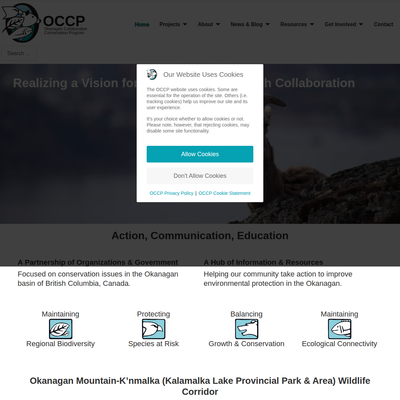 OCCP
Okanagan Collaborative
Conservation Program
Home
Projects
About
News & Blog
Resources
Get Involved
Contact
Search ...
Realizing a Vision for
h Collaboration
Our Website Uses Cookies
The OCCP website uses cookies. Some are
essential for the operation of the site. Others (i.e.
tracking cookies) help us improve our site and its
user experience.
It's your choice whether to allow cookies or not.
Please note, however, that rejecting cookies, may
disable some site functionality.
Allow Cookies
Don't Allow Cookies
OCCP Privacy Policy | OCCP Cookie Statement
Action, Communication, Education
A Partnership of Organizations & Government
Focused on conservation issues in the Okanagan
basin of British Columbia, Canada.
A Hub of Information & Resources
Helping our community take action to improve
environmental protection in the Okanagan.
Maintaining
Regional Biodiversity
Protecting
Species at Risk
Balancing
Growth & Conservation
Maintaining
Ecological Connectivity
Okanagan Mountain-K'nmalka (Kalamalka Lake Provincial Park & Area) Wildlife
Corridor